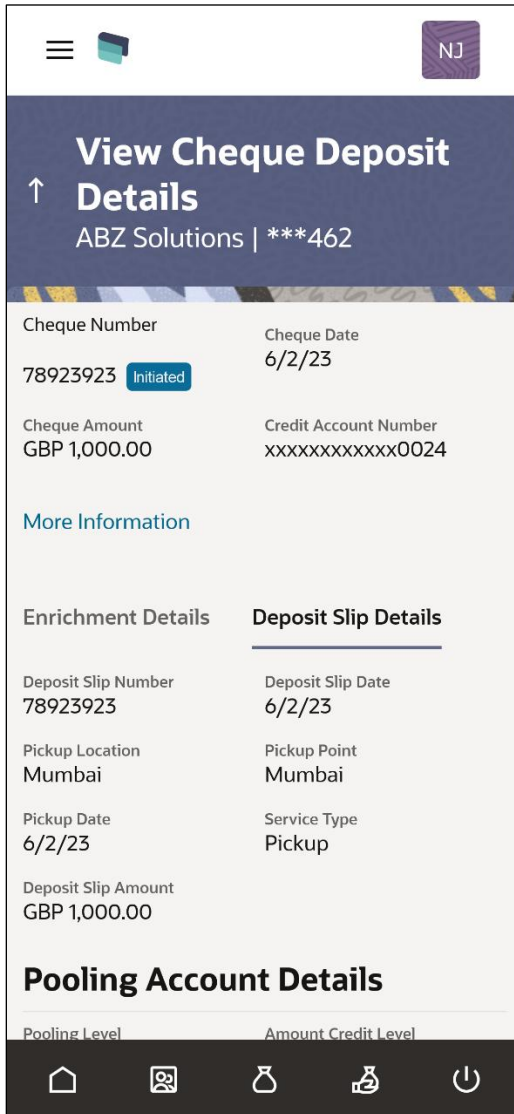 NJ
View Cheque Deposit
Details
ABZ Solutions | ***462
Cheque Number
78923923 Initiated
Cheque Date
6/2/23
Cheque Amount
GBP 1,000.00
Credit Account Number
xxxxxxxxxxxx0024
More Information
Enrichment Details
Deposit Slip Details
Deposit Slip Number
78923923
Deposit Slip Date
6/2/23
Pickup Location
Mumbai
Pickup Point
Mumbai
Pickup Date
6/2/23
Service Type
Pickup
Deposit Slip Amount
GBP 1,000.00
Pooling Account Details
Pooling Level
Amount Credit Level